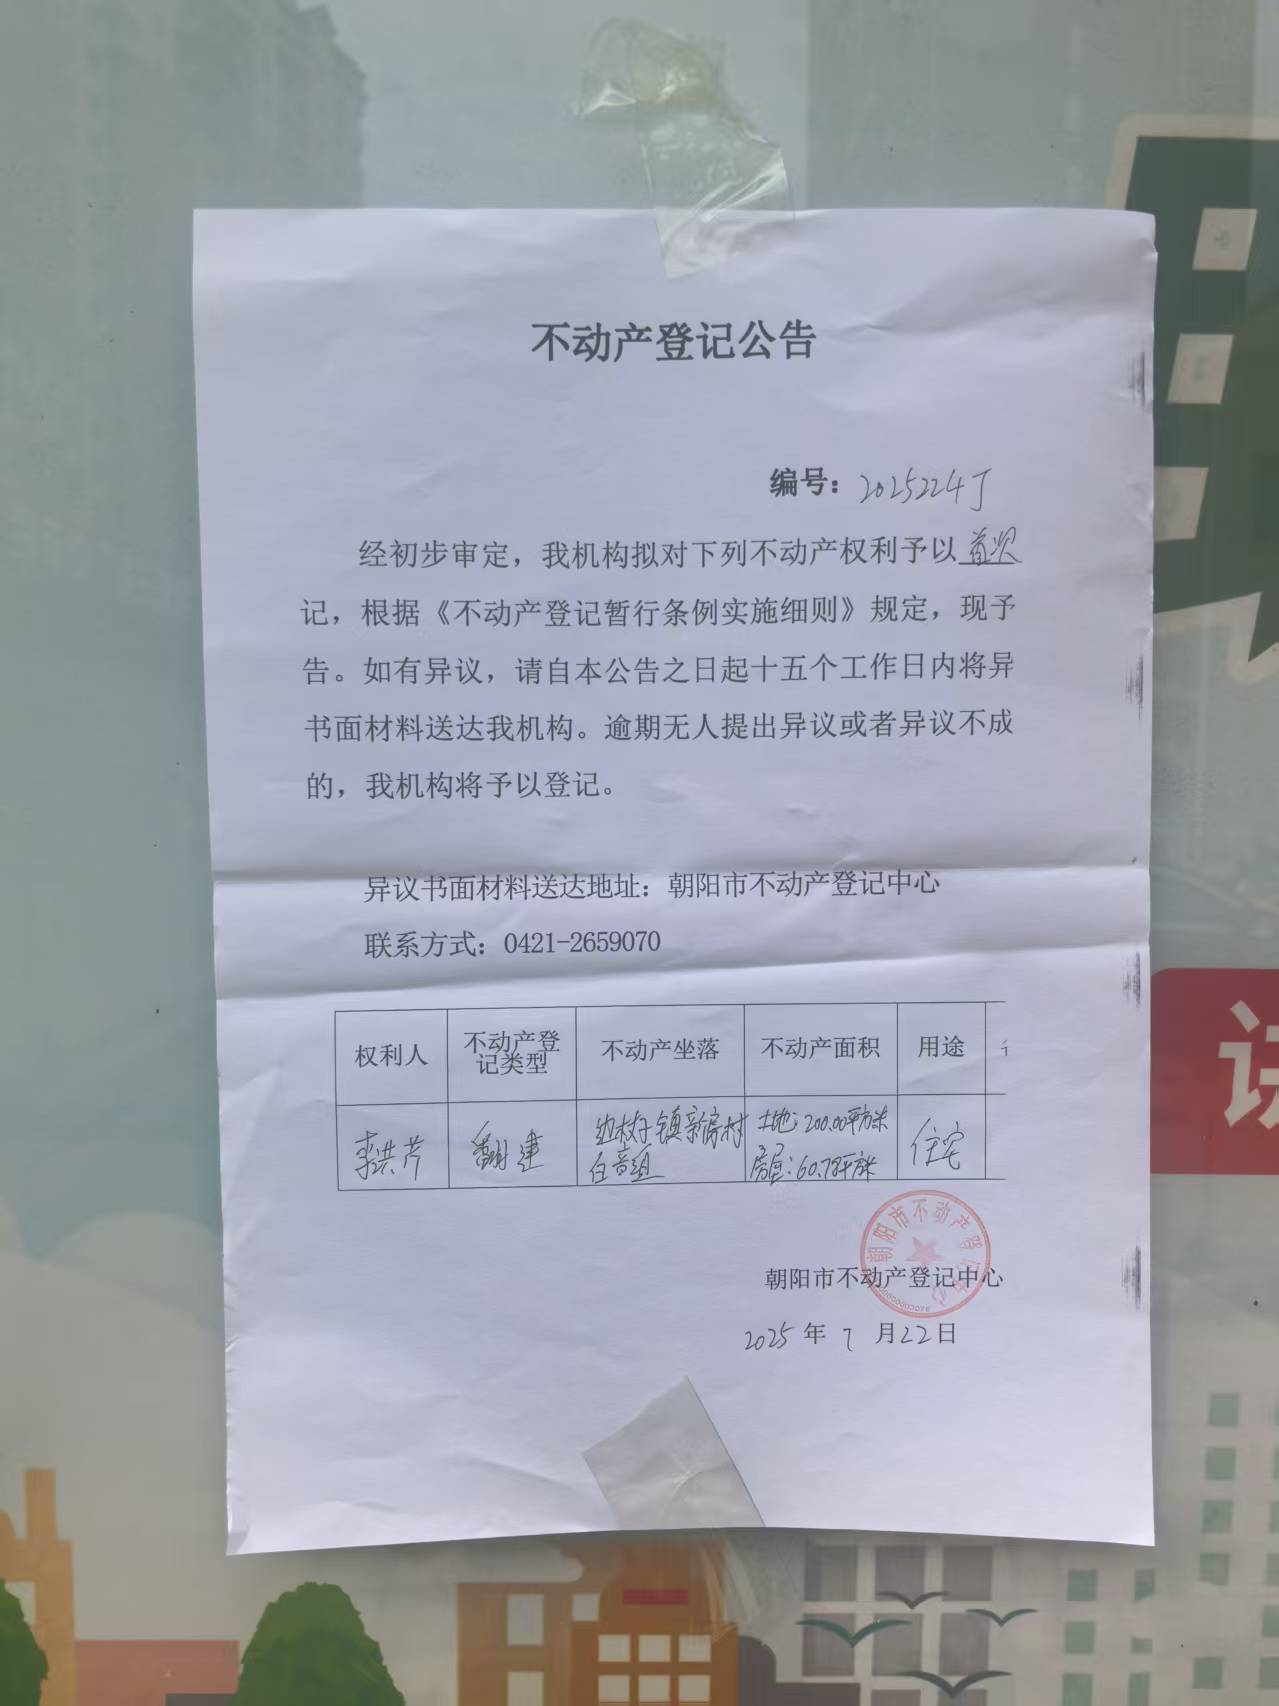 不动产登记公告
编号：2025224J
经初步审定，我机构拟对下列不动产权利予以首次
记，根据《不动产登记暂行条例实施细则》规定，现予
告。如有异议，请自本公告之日起十五个工作日内将异
书面材料送达我机构。逾期无人提出异议或者异议不成
的，我机构将予以登记。
异议书面材料送达地址：朝阳市不动产登记中心
联系方式：0421-2659070
权利人 不动产登记类型 不动产坐落 不动产面积 用途
李洪芹 翻建 边杖子镇新房村白音组 土地：200.00平方米 房屋：60.78平方米 住宅
朝阳市不动产登记中心
朝阳市不动产登记中心
2025年7月22日